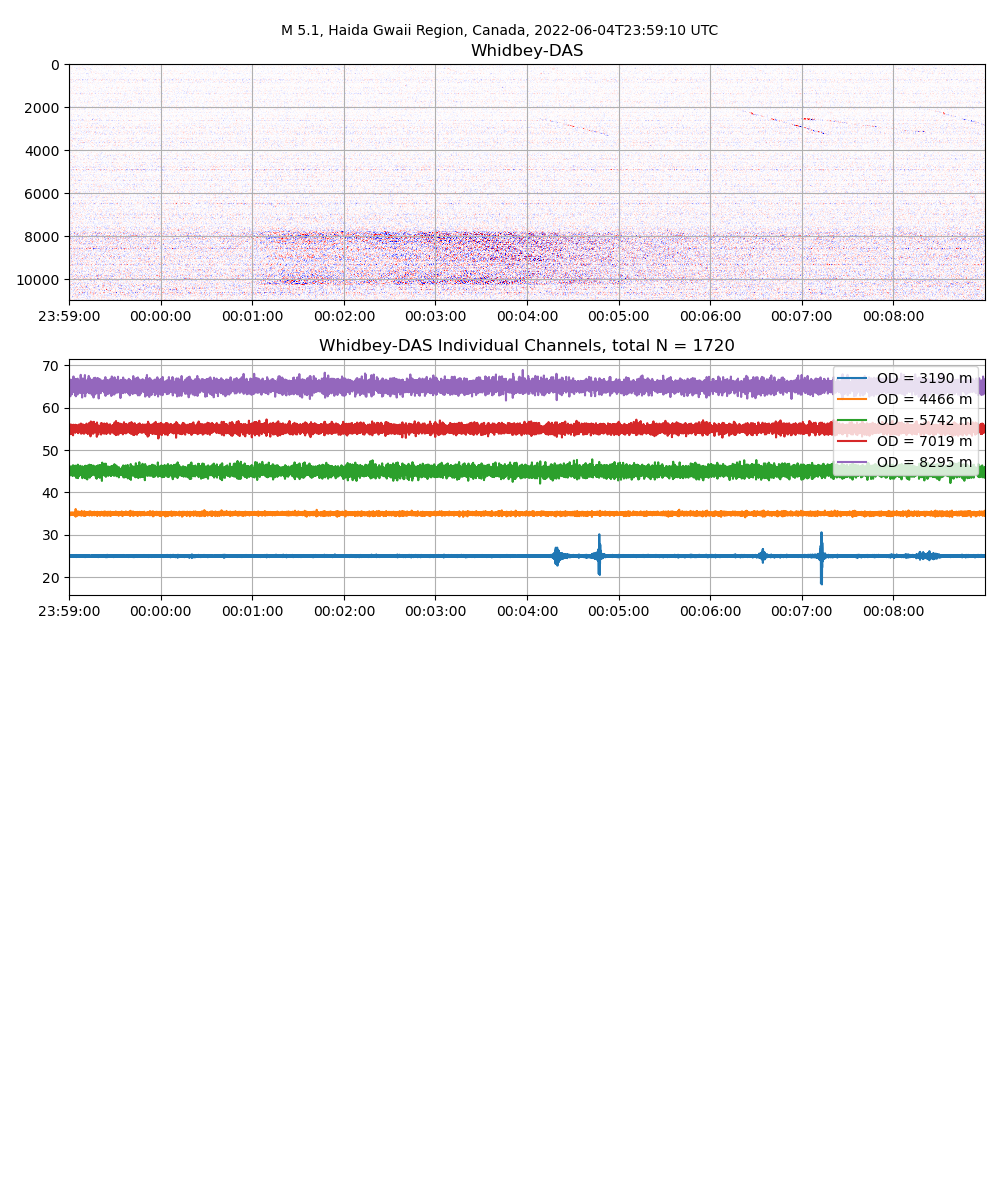 M 5.1, Haida Gwaii Region, Canada, 2022-06-04T23:59:10 UTC
Whidbey-DAS
0
2000
4000
6000
8000
10000
23:59:00 00:00:00 00:01:00 00:02:00 00:03:00 00:04:00 00:05:00 00:06:00 00:07:00 00:08:00
Whidbey-DAS Individual Channels, total N = 1720
70
60
50
40
30
20
OD = 3190 m
OD = 4466 m
OD = 5742 m
OD = 7019 m
OD = 8295 m
23:59:00 00:00:00 00:01:00 00:02:00 00:03:00 00:04:00 00:05:00 00:06:00 00:07:00 00:08:00